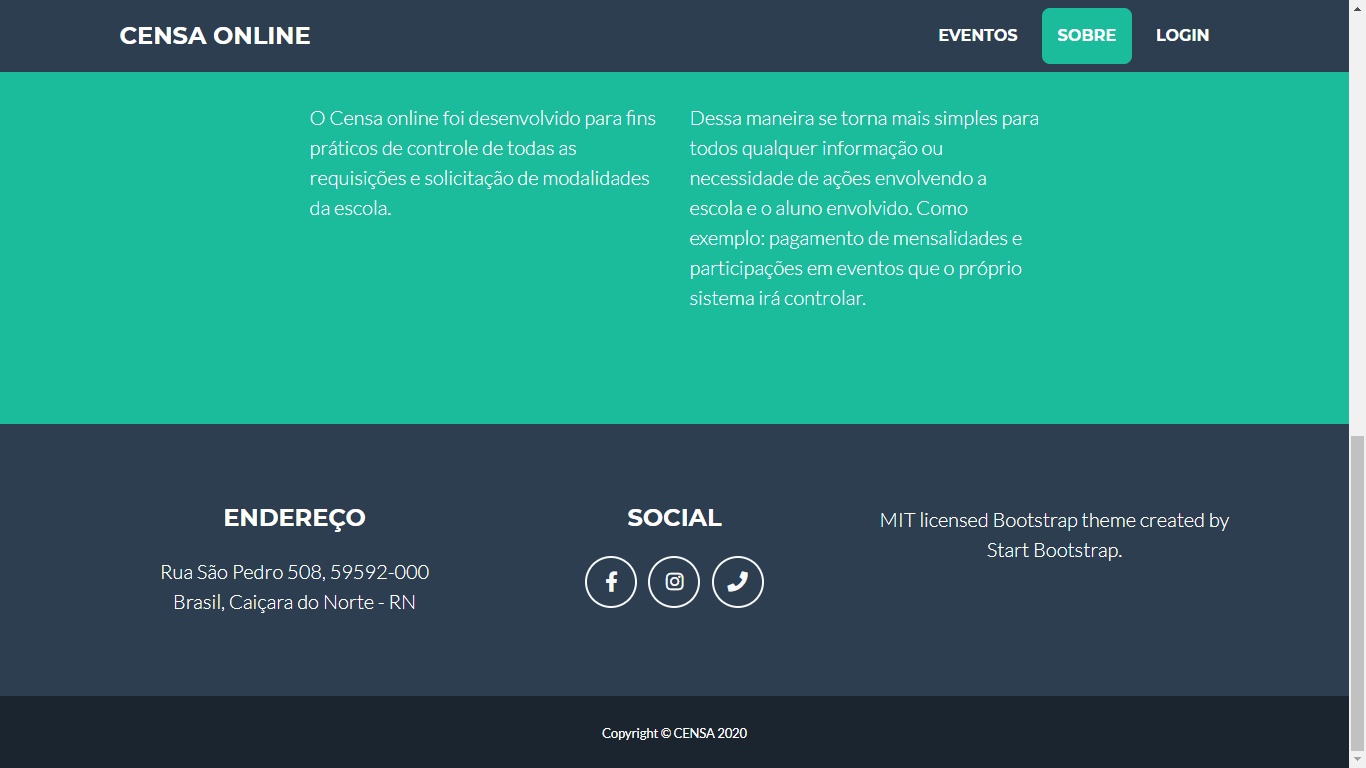 CENSA ONLINE
EVENTOS
SOBRE
LOGIN
O Censa online foi desenvolvido para fins
práticos de controle de todas as
requisições e solicitação de modalidades
da escola.
Dessa maneira se torna mais simples para
todos qualquer informação ou
necessidade de ações envolvendo a
escola e o aluno envolvido. Como
exemplo: pagamento de mensalidades e
participações em eventos que o próprio
sistema irá controlar.
ENDEREÇO
Rua São Pedro 508, 59592-000
Brasil, Caiçara do Norte - RN
SOCIAL
MIT licensed Bootstrap theme created by
Start Bootstrap.
Copyright © CENSA 2020